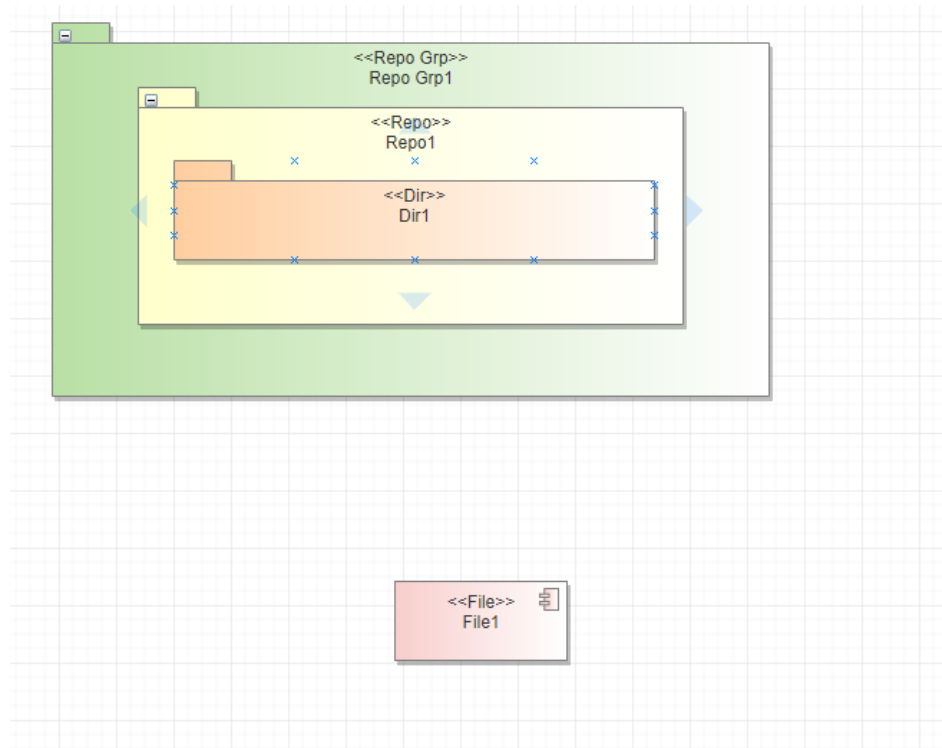 <<Repo Grp>>
Repo Grp1
<<Repo>>
Repo1
<<Dir>>
Dir1
<<File>>
File1